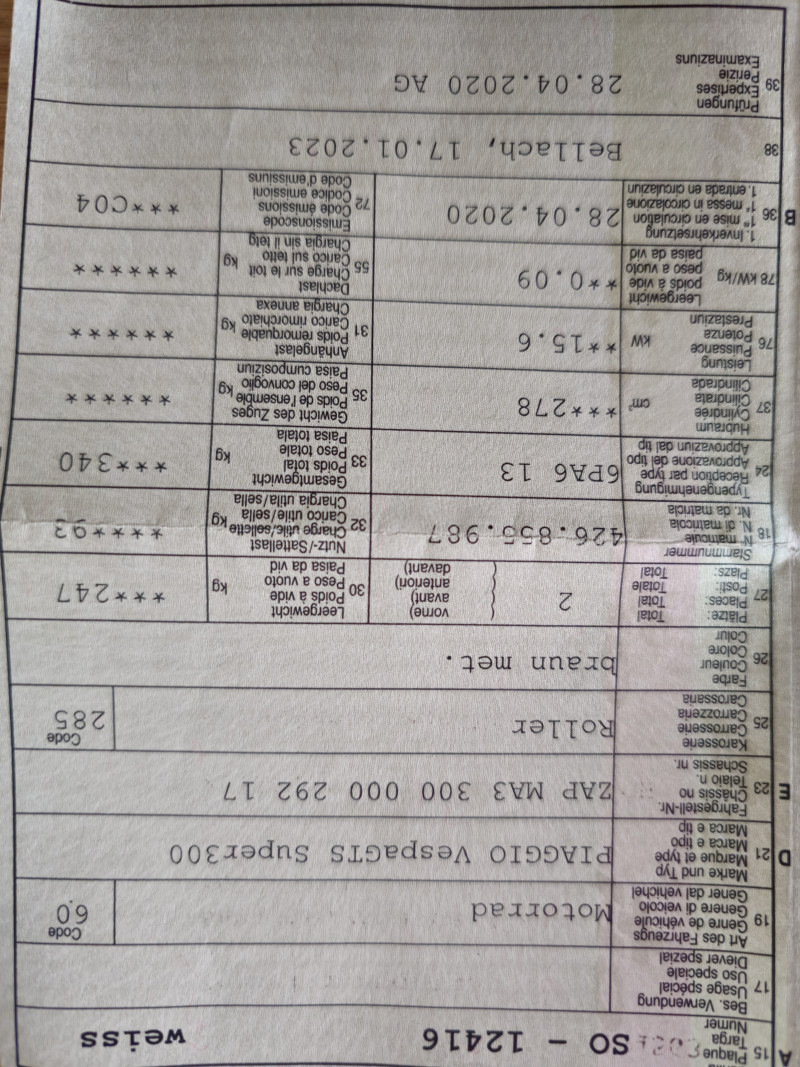 A 15 Plaque
Targa
Numer
SO - 12416 weiss
17 Bes. Verwendung
Usage spécial
Uso speciale
Diever spezial
19 Art des Fahrzeugs
Genre de véhicule
Genere di veicolo
Gener dal vehichel
Motorrad
Code
60
D 21 Marke und Typ
Marque et type
Marca e tipo
Marca e tip
PIAGGIO VespaGTS Super300
E 23 Fahrgestell-Nr.
Châssis no
Telaio n.
Schassis nr.
ZAP MA3 300 000 292 17
25 Karosserie
Carrosserie
Carrozzeria
Carossaria
Roller
Code
285
26 Farbe
Couleur
Colore
Colur
braun met.
27 Plätze: Total
Places: Total
Posti: Totale
Plazs: Total
2
vorne)
avant)
anteriori)
davant)
30 Leergewicht
Poids à vide
Peso a vuoto
Paisa da vid
kg
***247
18 Stammnummer
N° matricule
N. di matricola
Nr. da matricla
426.855.987
32 Nutz-/Sattellast
Charge utile/sellette
Carico utile/sella
Chargia utila/sella
kg
****93
24 Typengenehmigung
Réception par type
Approvazione del tipo
Approvaziun dal tip
6PA6 13
33 Gesamtgewicht
Poids total
Peso totale
Paisa totala
kg
***340
37 Hubraum
Cylindrée
Cilindrata
Cilindrada
cm³
***278
35 Gewicht des Zuges
Poids de l'ensemble
Peso del convoglio
Paisa cumposiziun
kg
******
76 Leistung
Puissance
Potenza
Prestaziun
kW
**15.6
31 Anhängelast
Poids remorquable
Carico rimorchiato
Chargia annexa
kg
******
78 kW/kg Leergewicht
poids à vide
peso a vuoto
paisa da vid
**0.09
55 Dachlast
Charge sur le toit
Carico sul tetto
Chargia sin il tetg
kg
******
B 36 1. Inverkehrsetzung
1re mise en circulation
1a messa in circolazione
1. entrada en circulaziun
28.04.2020
72 Emissionscode
Code émissions
Codice emissioni
Code d'emissiuns
***C04
38 Bellach, 17.01.2023
39 Prüfungen
Expertises
Perizie
Examinaziuns
28.04.2020 AG